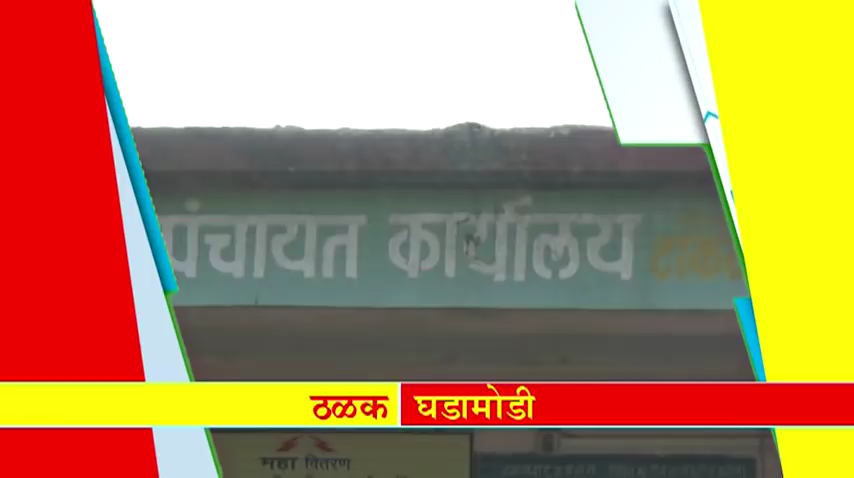 पंचायत कार्यालय
ठळक घडामोडी
महा वितरण